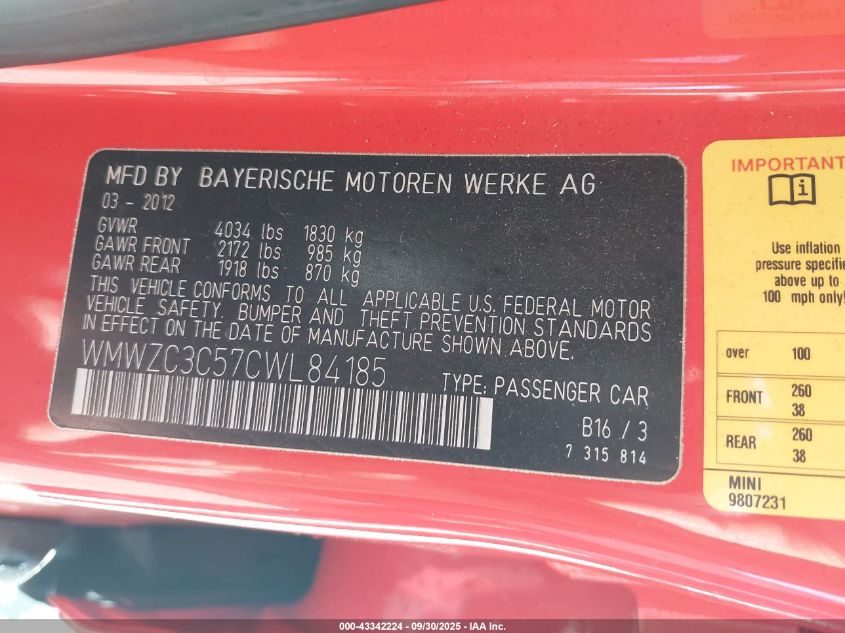 MFD BY BAYERISCHE MOTOREN WERKE AG
03 - 2012
GVWR 4034 lbs 1830 kg
GAWR FRONT 2172 lbs 985 kg
GAWR REAR 1918 lbs 870 kg
THIS VEHICLE CONFORMS TO ALL APPLICABLE U.S. FEDERAL MOTOR
VEHICLE SAFETY, BUMPER AND THEFT PREVENTION STANDARDS
IN EFFECT ON THE DATE OF MANUFACTURE SHOWN ABOVE.
WMWZC3C57CWL84185
TYPE: PASSENGER CAR
B16 / 3
7 315 814
IMPORTANT
Use inflation
pressure specifie
above up to
100 mph only!
over 100
FRONT 260
38
REAR 260
38
MINI
9807231
000-43342224 - 09/30/2025 - IAA Inc.